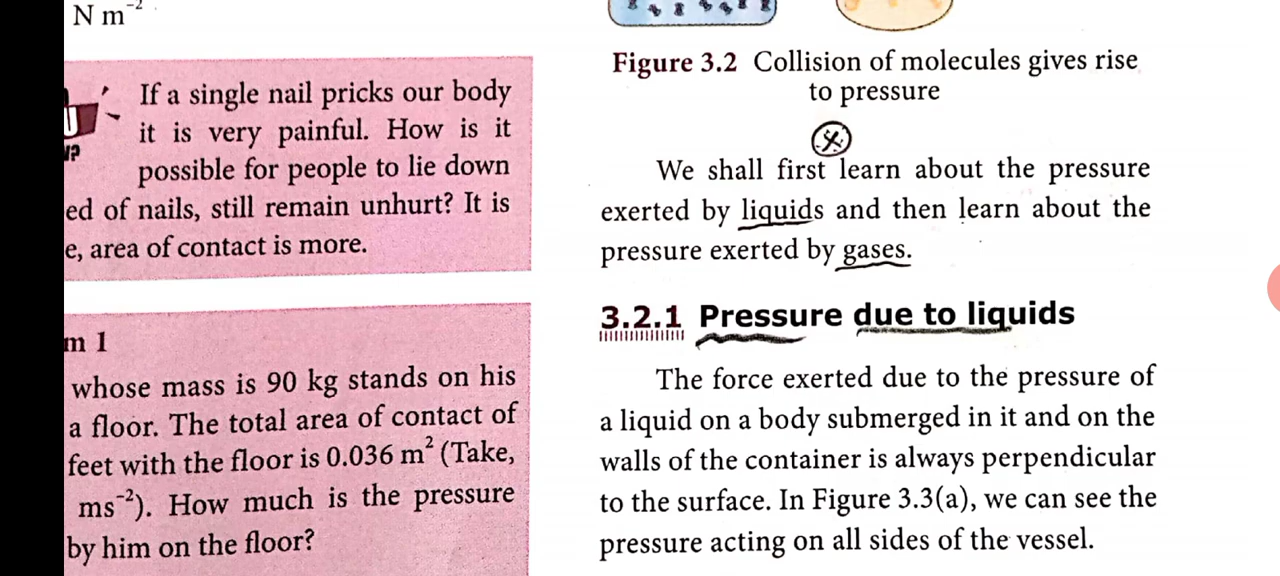 N m⁻²
If a single nail pricks our body
it is very painful. How is it
possible for people to lie down
ed of nails, still remain unhurt? It is
e, area of contact is more.
m 1
whose mass is 90 kg stands on his
a floor. The total area of contact of
feet with the floor is 0.036 m² (Take,
ms⁻²). How much is the pressure
by him on the floor?
Figure 3.2 Collision of molecules gives rise
to pressure
We shall first learn about the pressure
exerted by liquids and then learn about the
pressure exerted by gases.
3.2.1 Pressure due to liquids
The force exerted due to the pressure of
a liquid on a body submerged in it and on the
walls of the container is always perpendicular
to the surface. In Figure 3.3(a), we can see the
pressure acting on all sides of the vessel.